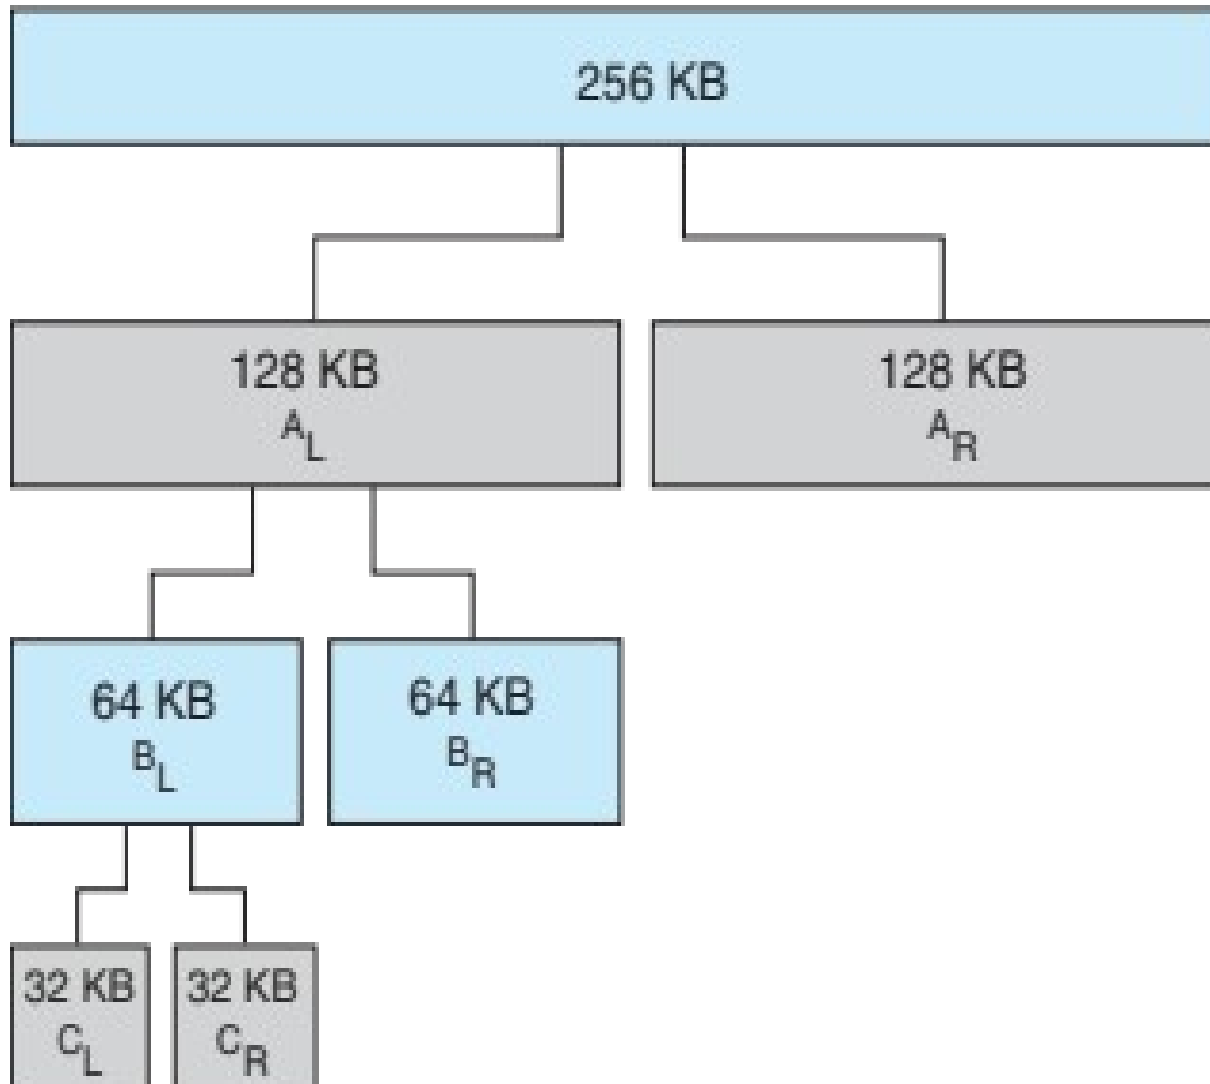 256 KB
128 KB
A_L
128 KB
A_R
64 KB
B_L
64 KB
B_R
32 KB
C_L
32 KB
C_R